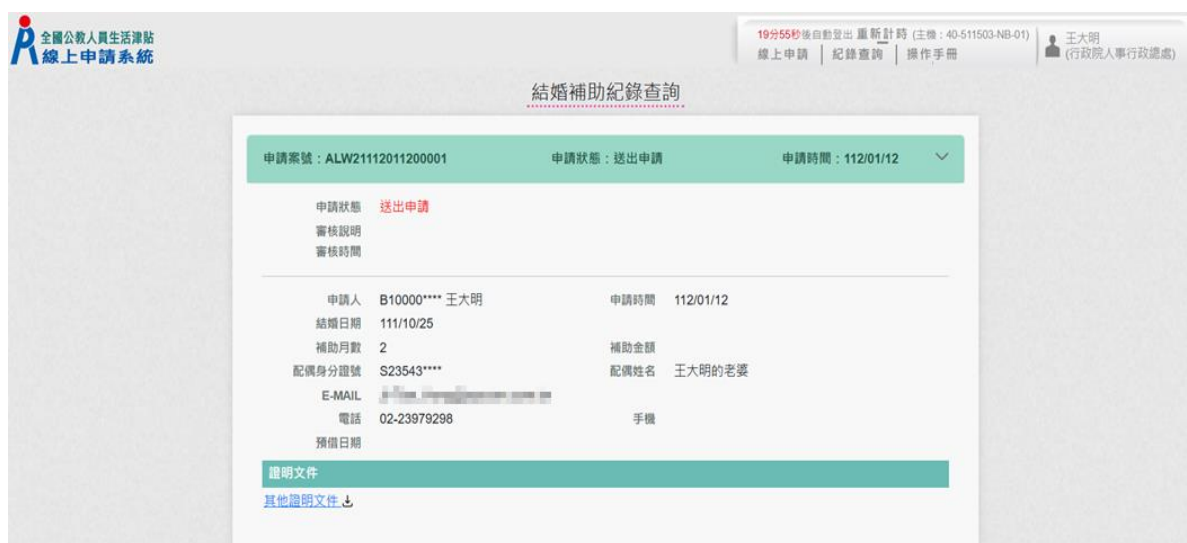 全國公教人員生活津貼
線上申請系統
19分55秒後自動登出 重新計時 (主機：40-511503-NB-01)
線上申請 | 紀錄查詢 | 操作手冊
王大明
(行政院人事行政總處)
結婚補助紀錄查詢
申請案號：ALW21112011200001 申請狀態：送出申請 申請時間：112/01/12
申請狀態 送出申請
審核說明
審核時間
申請人 B10000**** 王大明 申請時間 112/01/12
結婚日期 111/10/25
補助月數 2 補助金額
配偶身分證號 S23543**** 配偶姓名 王大明的老婆
E-MAIL
電話 02-23979298 手機
預借日期
證明文件
其他證明文件